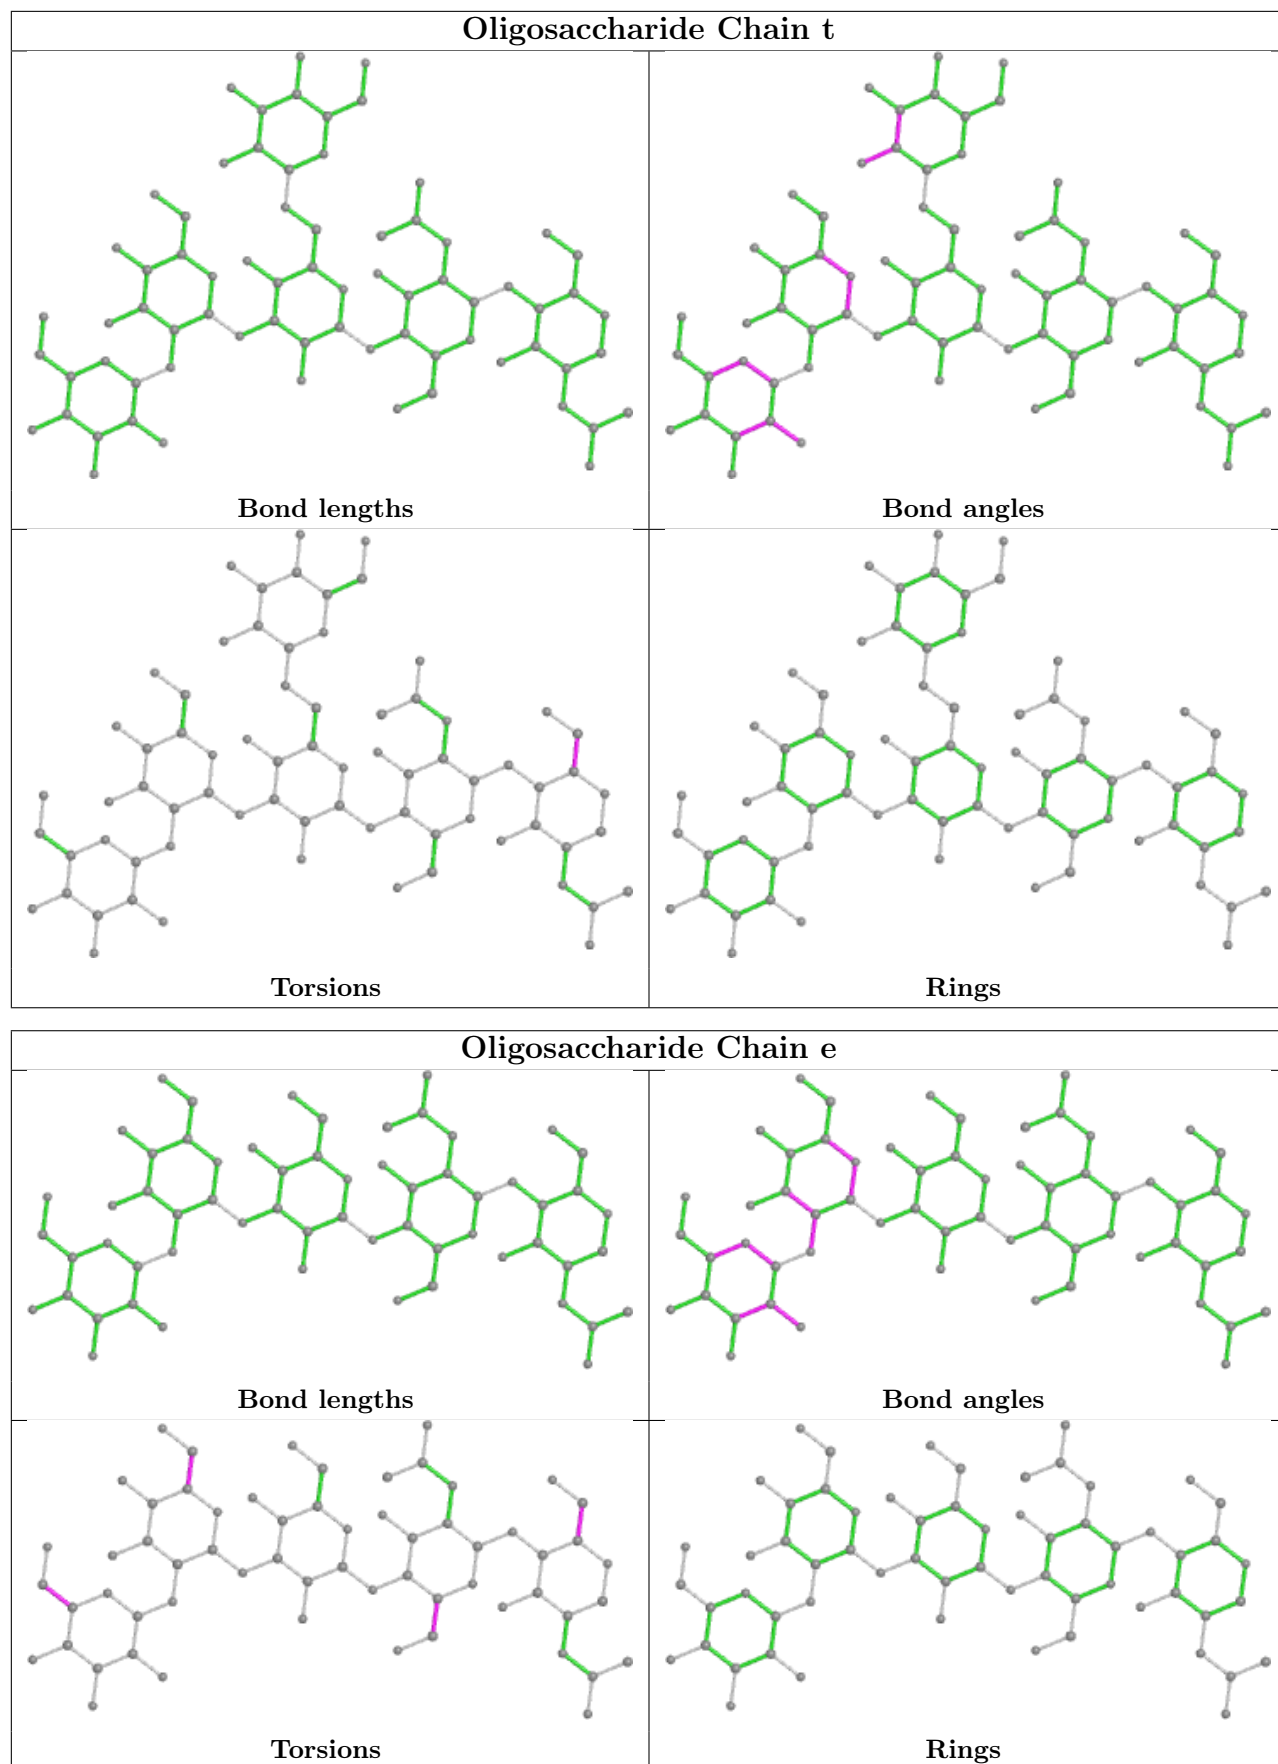 Oligosaccharide Chain t
Bond lengths
Bond angles
Torsions
Rings
Oligosaccharide Chain e
Bond lengths
Bond angles
Torsions
Rings